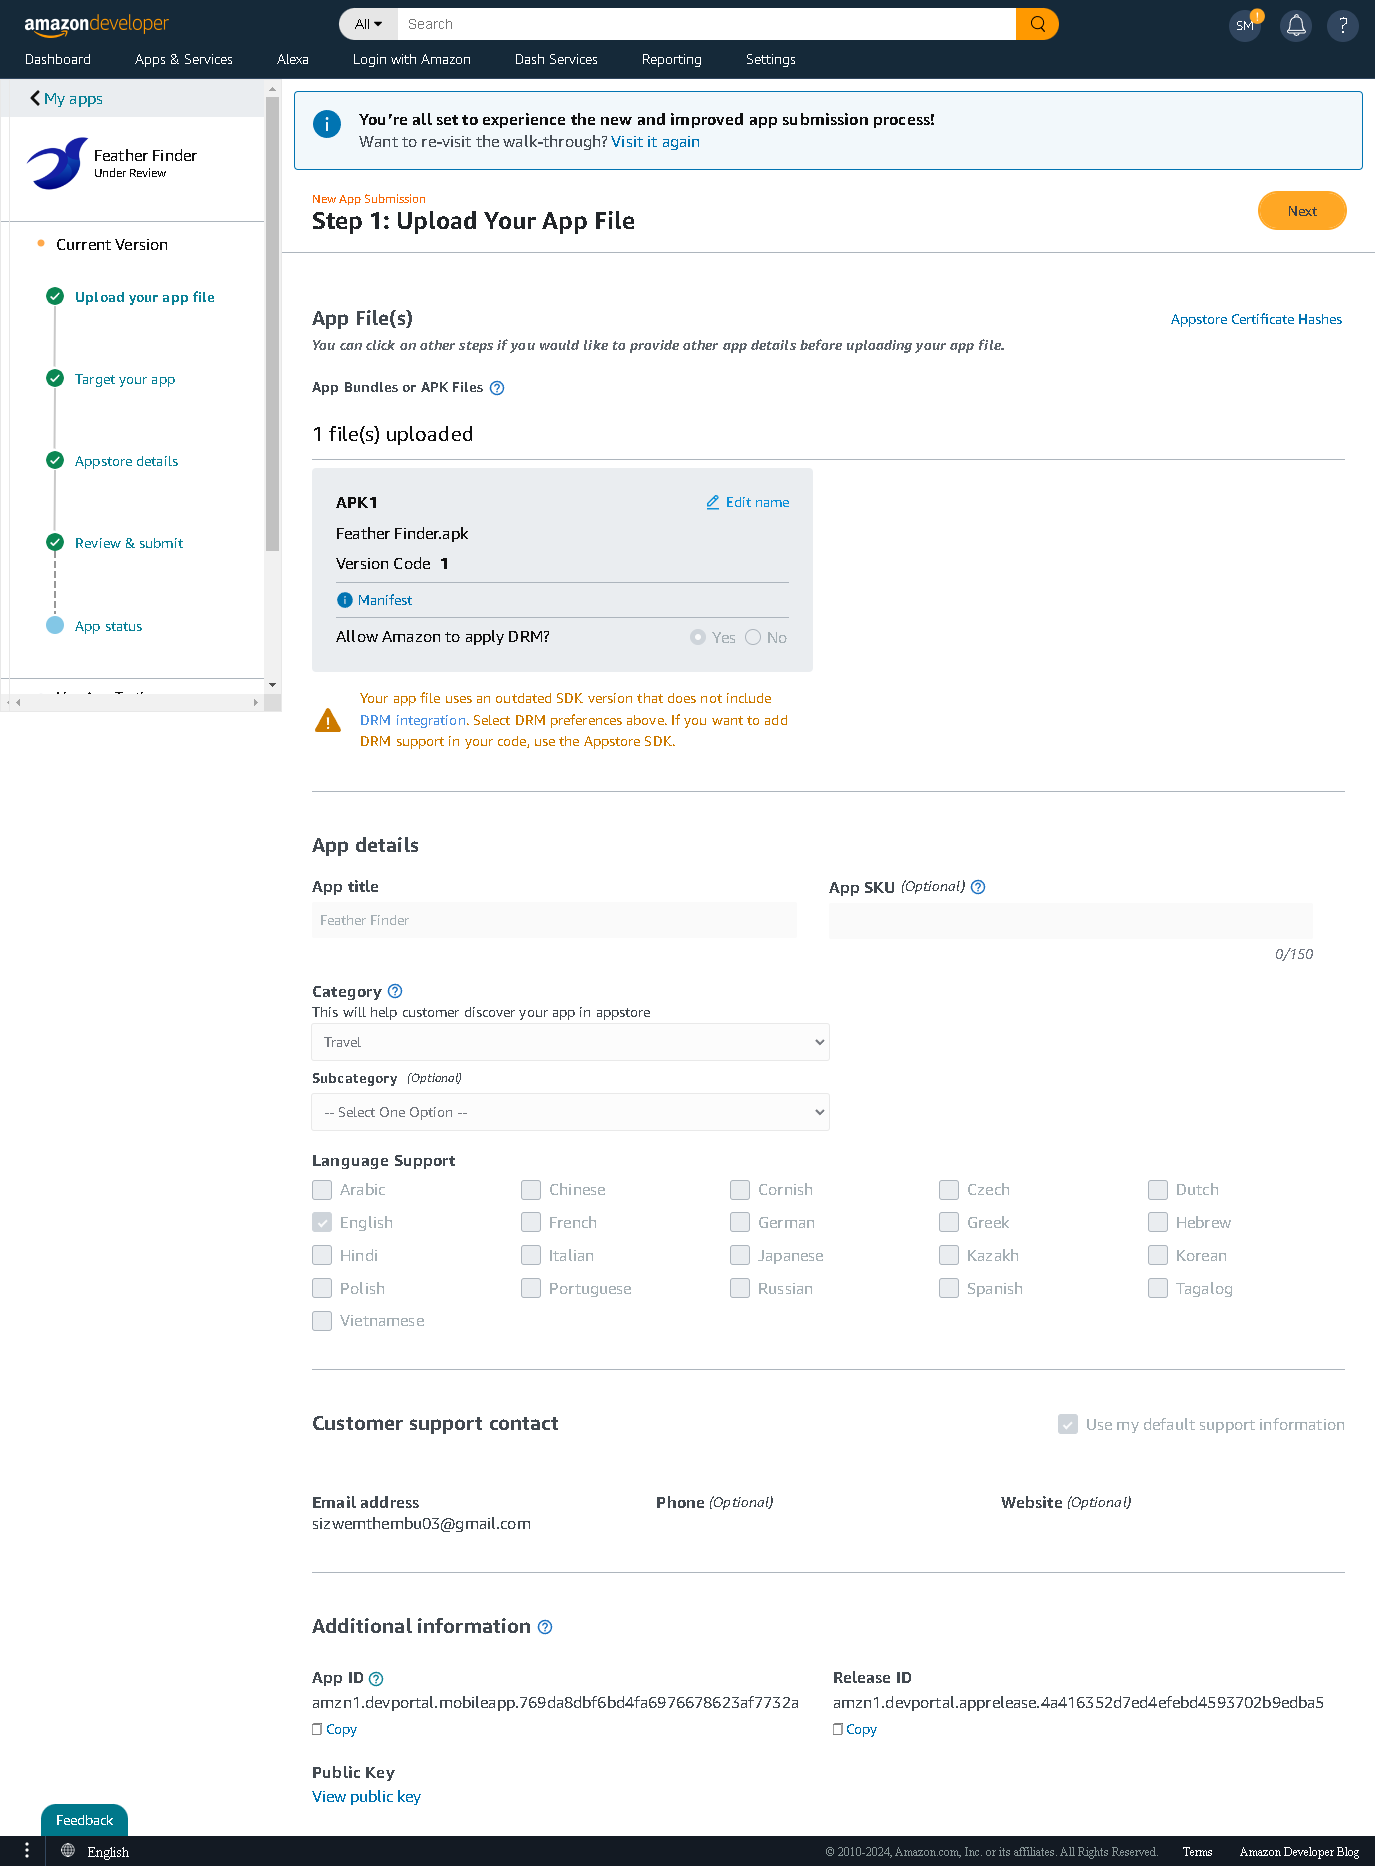 amazondeveloper
All
Search
SM
!
?
Dashboard
Apps & Services
Alexa
Login with Amazon
Dash Services
Reporting
Settings
My apps
Feather Finder
Under Review
Current Version
Upload your app file
Target your app
Appstore details
Review & submit
App status
You're all set to experience the new and improved app submission process!
Want to re-visit the walk-through? Visit it again
New App Submission
Step 1: Upload Your App File
Next
App File(s)
Appstore Certificate Hashes
You can click on other steps if you would like to provide other app details before uploading your app file.
App Bundles or APK Files
1 file(s) uploaded
APK1
Edit name
Feather Finder.apk
Version Code 1
Manifest
Allow Amazon to apply DRM?
Yes
No
Your app file uses an outdated SDK version that does not include
DRM integration. Select DRM preferences above. If you want to add
DRM support in your code, use the Appstore SDK.
App details
App title
App SKU (Optional)
Feather Finder
0/150
Category
This will help customer discover your app in appstore
Travel
Subcategory (Optional)
-- Select One Option --
Language Support
Arabic
Chinese
Cornish
Czech
Dutch
English
French
German
Greek
Hebrew
Hindi
Italian
Japanese
Kazakh
Korean
Polish
Portuguese
Russian
Spanish
Tagalog
Vietnamese
Customer support contact
Use my default support information
Email address
Phone (Optional)
Website (Optional)
sizwemthembu03@gmail.com
Additional information
App ID
Release ID
amzn1.devportal.mobileapp.769da8dbf6bd4fa6976678623af7732a
amzn1.devportal.apprelease.4a416352d7ed4efebd4593702b9edba5
Copy
Copy
Public Key
View public key
Feedback
English
© 2010-2024, Amazon.com, Inc. or its affiliates. All Rights Reserved.
Terms
Amazon Developer Blog